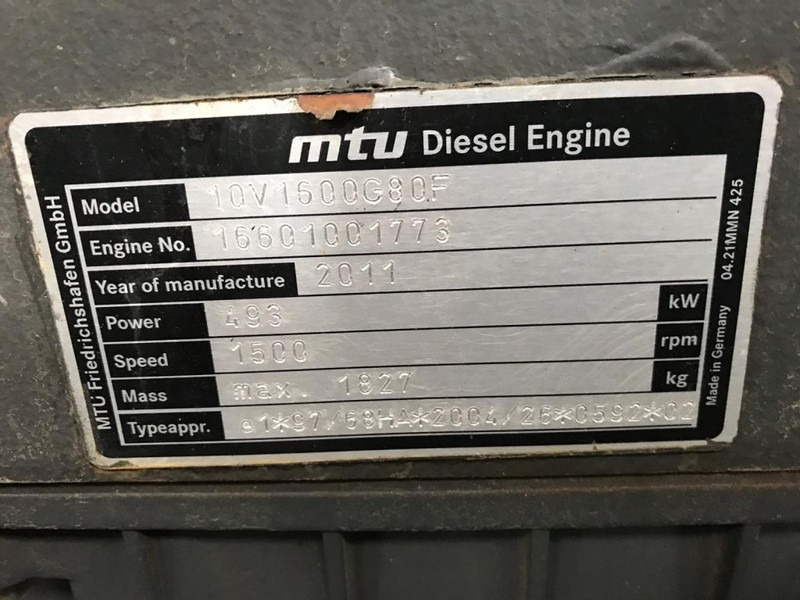 mtu Diesel Engine
Model 10V1600G80F
Engine No. 16601001773
Year of manufacture 2011
Power 493 kW
Speed 1500 rpm
Mass max. 1827 kg
Typeappr. e1*97/68HA*2004/26*0592*02
MTU Friedrichshafen GmbH
Made in Germany 04.21MMN 425